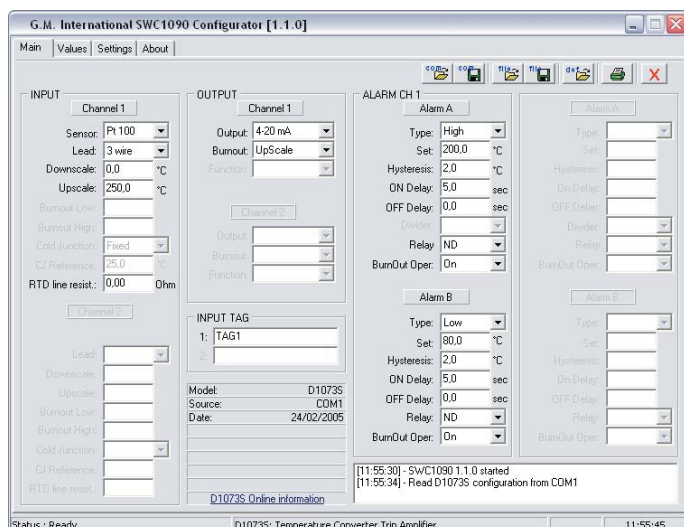 G.M. International SWC1090 Configurator [1.1.0]
Main Values Settings About
com com file file def
INPUT
Channel 1
Sensor: Pt 100
Lead: 3 wire
Downscale: 0,0 °C
Upscale: 250,0 °C
Burnout Low:
Burnout High:
Cold Junction: Fixed
CJ Reference: 25,0 °C
RTD line resist.: 0,00 Ohm
Channel 2
Lead:
Downscale:
Upscale:
Burnout Low:
Burnout High:
Cold Junction:
CJ Reference:
RTD line resist.:
OUTPUT
Channel 1
Output: 4-20 mA
Burnout: UpScale
Function:
Channel 2
Output:
Burnout:
Function:
INPUT TAG
1: TAG1
2:
Model: D1073S
Source: COM1
Date: 24/02/2005
D1073S Online information
ALARM CH 1
Alarm A
Type: High
Set: 200,0 °C
Hysteresis: 2,0 °C
ON Delay: 5,0 sec
OFF Delay: 0,0 sec
Divider:
Relay ND
BurnOut Oper: On
Alarm B
Type: Low
Set: 80,0 °C
Hysteresis: 2,0 °C
ON Delay: 5,0 sec
OFF Delay: 0,0 sec
Relay: ND
BurnOut Oper: On
Alarm A
Type:
Set:
Hysteresis:
On Delay:
OFF Delay:
Divider:
Relay
BurnOut Oper:
Alarm B
Type:
Set:
Hysteresis:
On Delay:
OFF Delay:
Relay:
BurnOut Oper:
[11:55:30] - SWC1090 1.1.0 started
[11:55:34] - Read D1073S configuration from COM1
Status : Ready D1073S: Temperature Converter Trip Amplifier 11:55:45